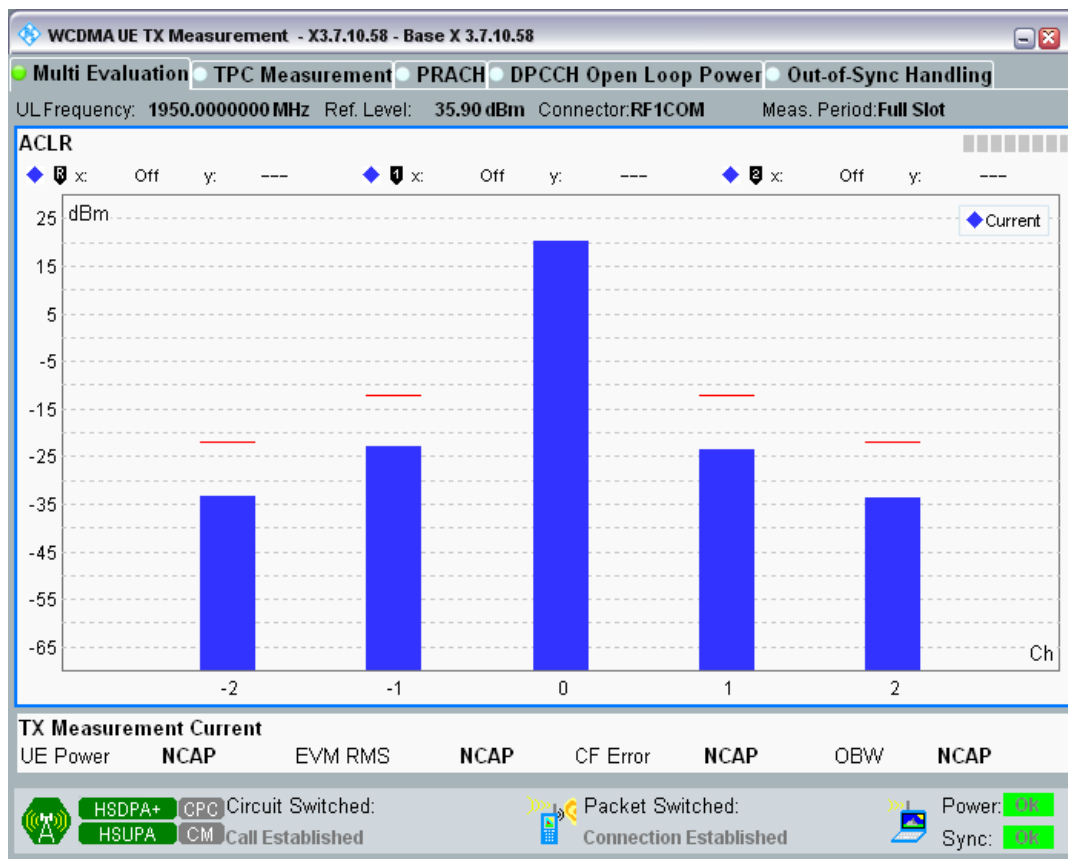 WCDMA UE TX Measurement - X3.7.10.58 - Base X 3.7.10.58
Multi Evaluation TPC Measurement PRACH DPCCH Open Loop Power Out-of-Sync Handling
UL Frequency: 1950.0000000 MHz Ref. Level: 35.90 dBm Connector:RF1COM Meas. Period:Full Slot
ACLR
R x: Off y: --- 1 x: Off y: --- 2 x: Off y: ---
25 dBm
Current
15
5
-5
-15
-25
-35
-45
-55
-65
Ch
-2 -1 0 1 2
TX Measurement Current
UE Power NCAP EVM RMS NCAP CF Error NCAP OBW NCAP
HSDPA+ CPC Circuit Switched: Packet Switched: Power: OK
HSUPA CM Call Established Connection Established Sync: OK